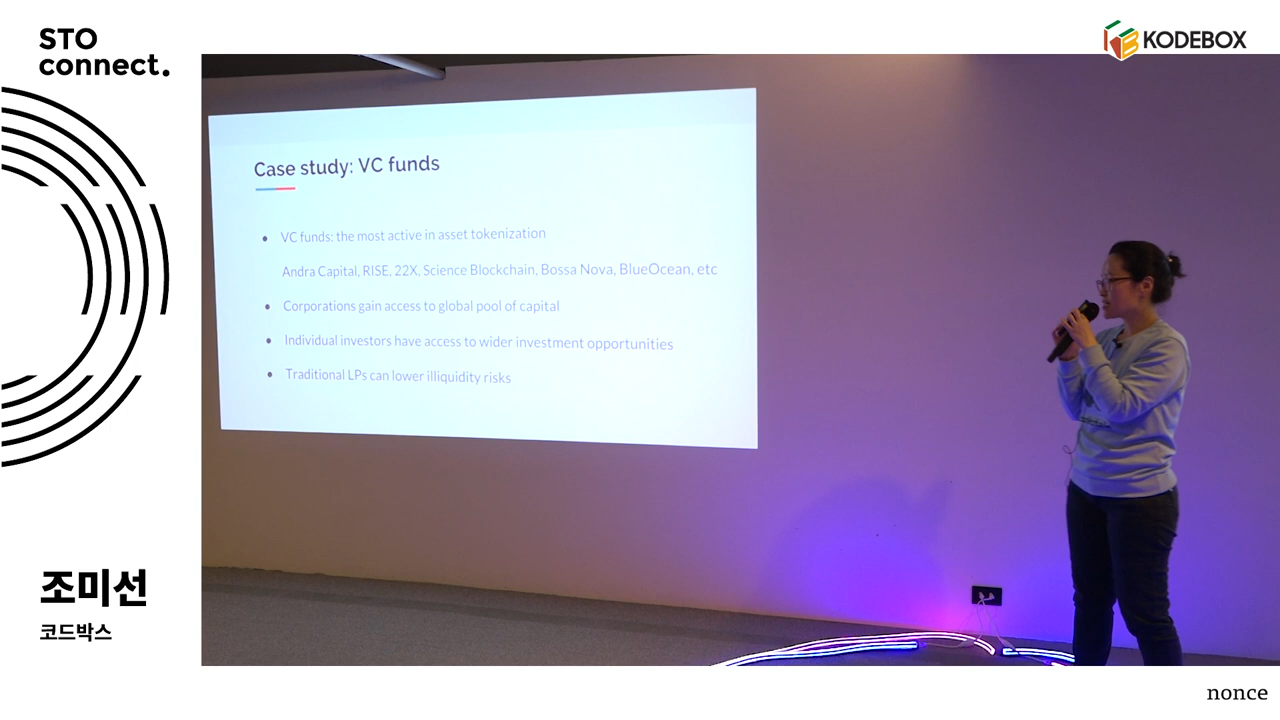 STO
connect.
KODEBOX
Case study: VC funds
VC funds: the most active in asset tokenization
Andra Capital, RISE, 22X, Science Blockchain, Bossa Nova, BlueOcean, etc
Corporations gain access to global pool of capital
Individual investors have access to wider investment opportunities
Traditional LPs can lower illiquidity risks
조미선
코드박스
nonce